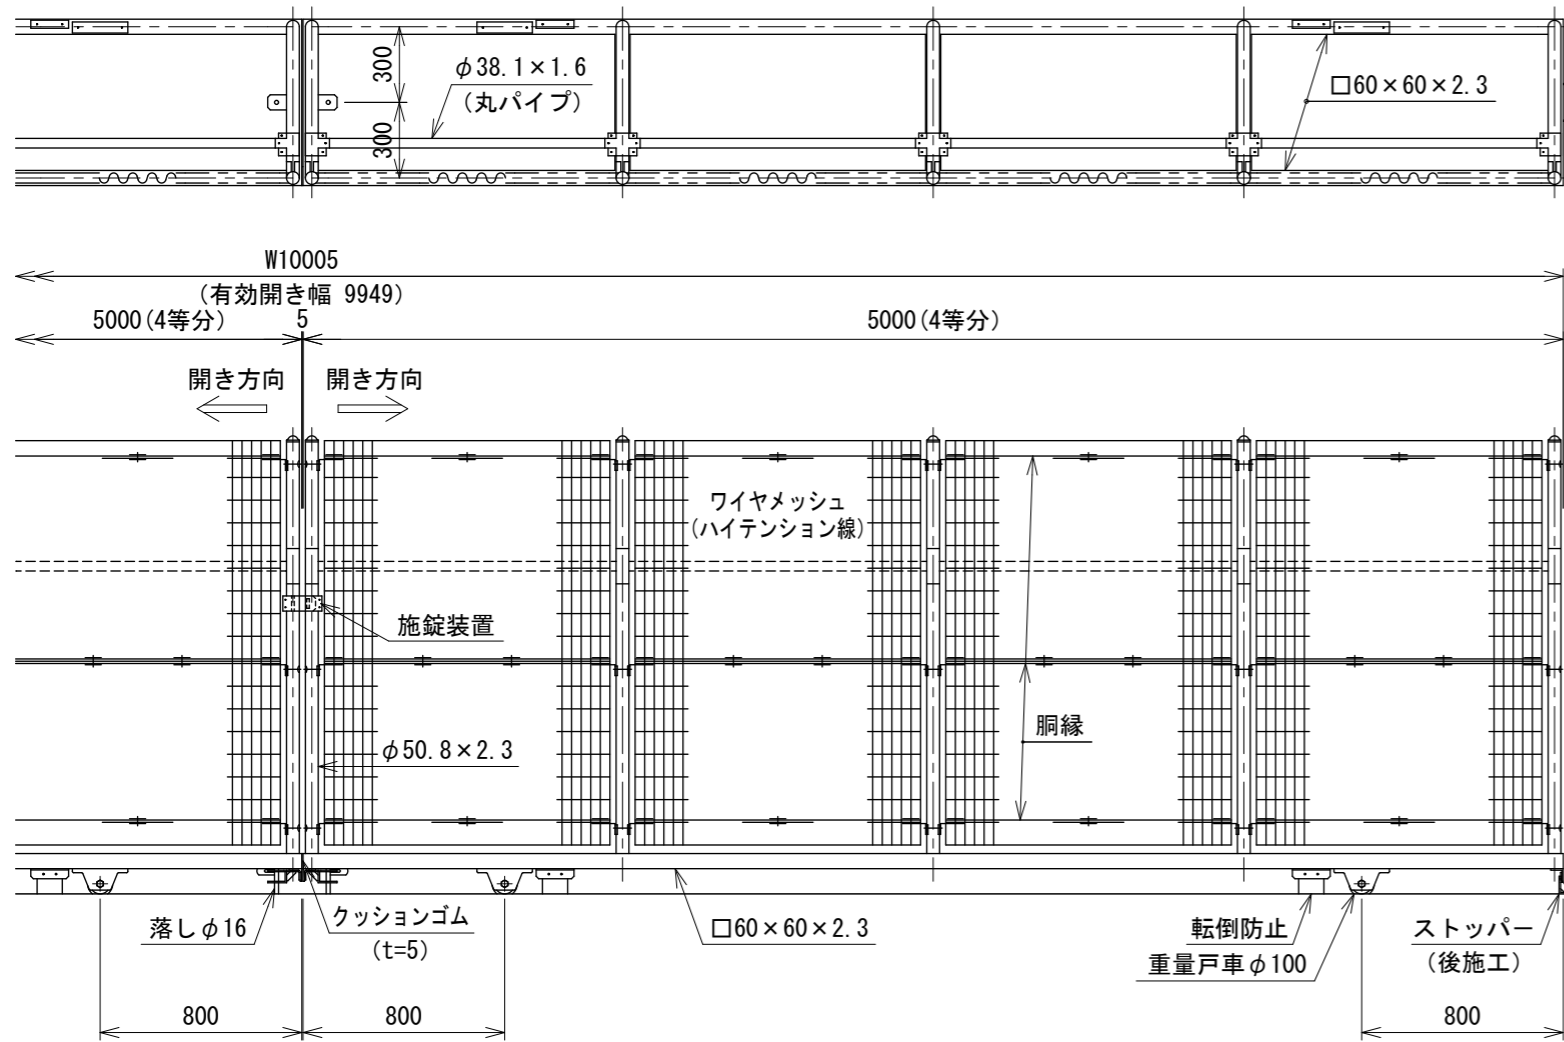 300
φ38.1×1.6
(丸パイプ)
□60×60×2.3
300
W10005
(有効開き幅 9949)
5000(4等分)
5
5000(4等分)
開き方向
開き方向
ワイヤメッシュ
(ハイテンション線)
施錠装置
胴縁
φ50.8×2.3
落しφ16
クッションゴム
(t=5)
□60×60×2.3
転倒防止
重量戸車φ100
ストッパー
(後施工)
800
800
800